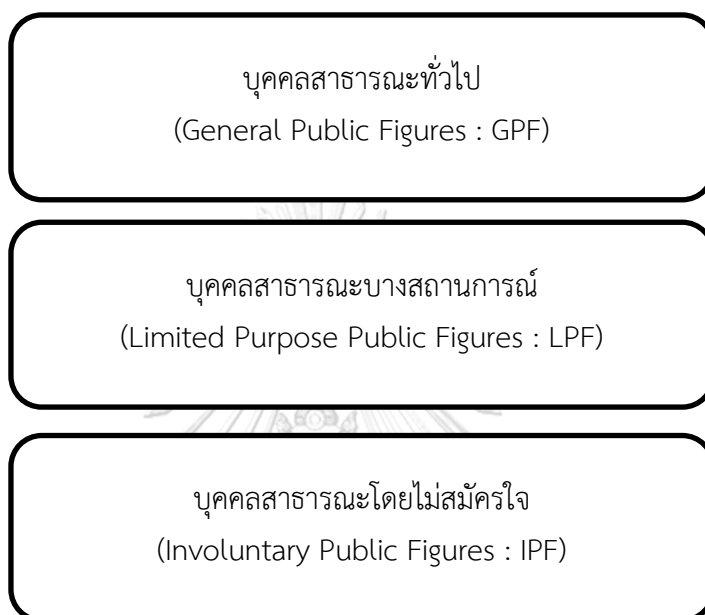 บุคคลสาธารณะทั่วไป
(General Public Figures : GPF)
บุคคลสาธารณะบางสถานการณ์
(Limited Purpose Public Figures : LPF)
บุคคลสาธารณะโดยไม่สมัครใจ
(Involuntary Public Figures : IPF)